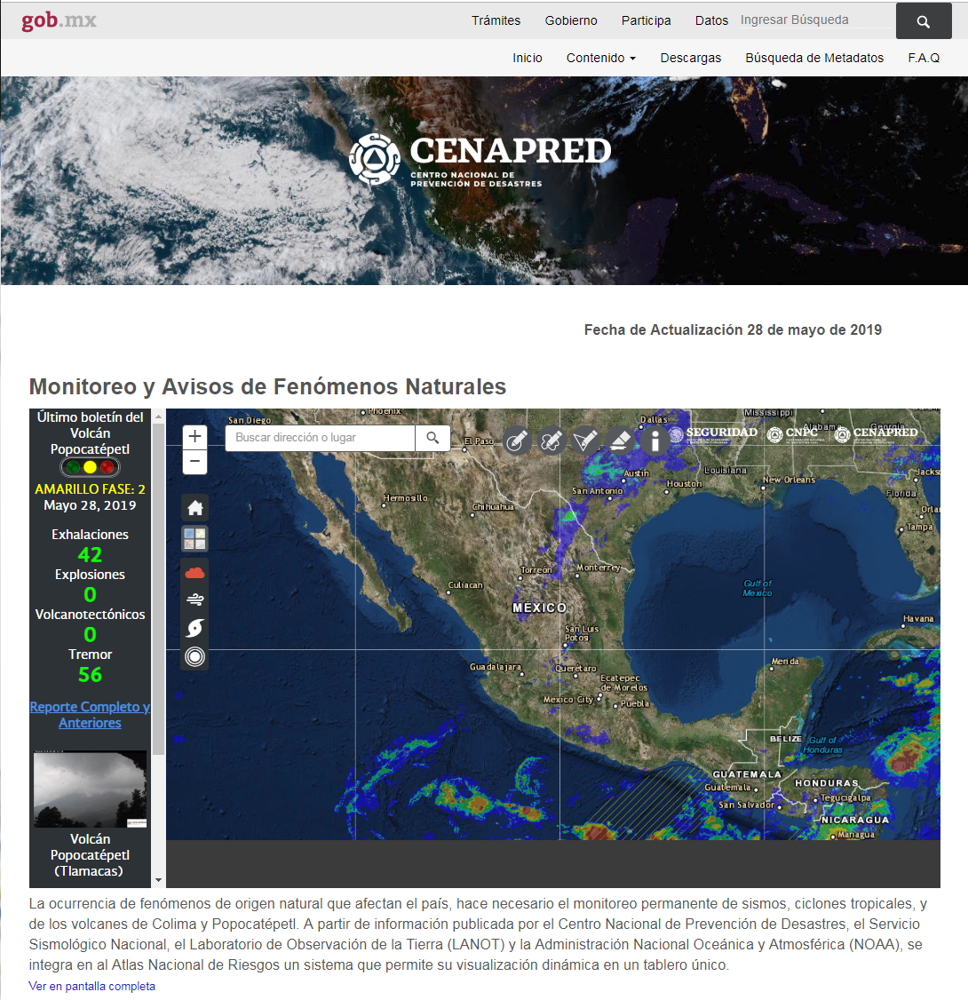 gob.mx
Trámites Gobierno Participa Datos Ingresar Búsqueda
Inicio Contenido Descargas Búsqueda de Metadatos F.A.Q
CENAPRED
CENTRO NACIONAL DE
PREVENCIÓN DE DESASTRES
Fecha de Actualización 28 de mayo de 2019
Monitoreo y Avisos de Fenómenos Naturales
Último boletín del
Volcán
Popocatépetl
AMARILLO FASE: 2
Mayo 28, 2019
Exhalaciones
42
Explosiones
0
Volcanotectónicos
0
Tremor
56
Reporte Completo y
Anteriores
Volcán
Popocatépetl
(Tlamacas)
+
Buscar dirección o lugar
−
San Diego
Phoenix
El Paso
Dallas
Mississippi
Alabama
Georgia
SEGURIDAD
CNPC
CENAPRED
Austin
Louisiana
Jackso
San Antonio
Houston
New Orleans
Florida
Hermosillo
Chihuahua
Orlan
Tampa
Torreón
Monterrey
Culiacan
Gulf of
Mexico
MÉXICO
Havana
San Luis
Potosí
Guadalajara
Querétaro
Merida
Ecatepec
de Morelos
Mexico City
Puebla
BELIZE
Gulf of
Honduras
GUATEMALA
Guatemala
HONDURAS
Tegucigalpa
San Salvador
NICARAGUA
Managua
La ocurrencia de fenómenos de origen natural que afectan el país, hace necesario el monitoreo permanente de sismos, ciclones tropicales, y
de los volcanes de Colima y Popocatépetl. A partir de información publicada por el Centro Nacional de Prevención de Desastres, el Servicio
Sismológico Nacional, el Laboratorio de Observación de la Tierra (LANOT) y la Administración Nacional Oceánica y Atmosférica (NOAA), se
integra en al Atlas Nacional de Riesgos un sistema que permite su visualización dinámica en un tablero único.
Ver en pantalla completa